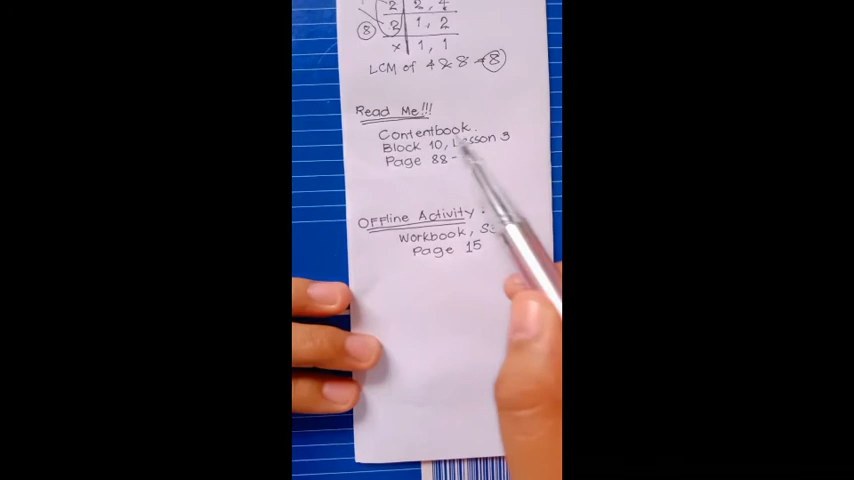 2 2, 4
8 2 1, 2
x 1, 1
LCM of 4 & 8 → 8
Read Me!!!
Contentbook.
Block 10, Lesson 3
Page 88 -
Offline Activity:
Workbook,
Page 15